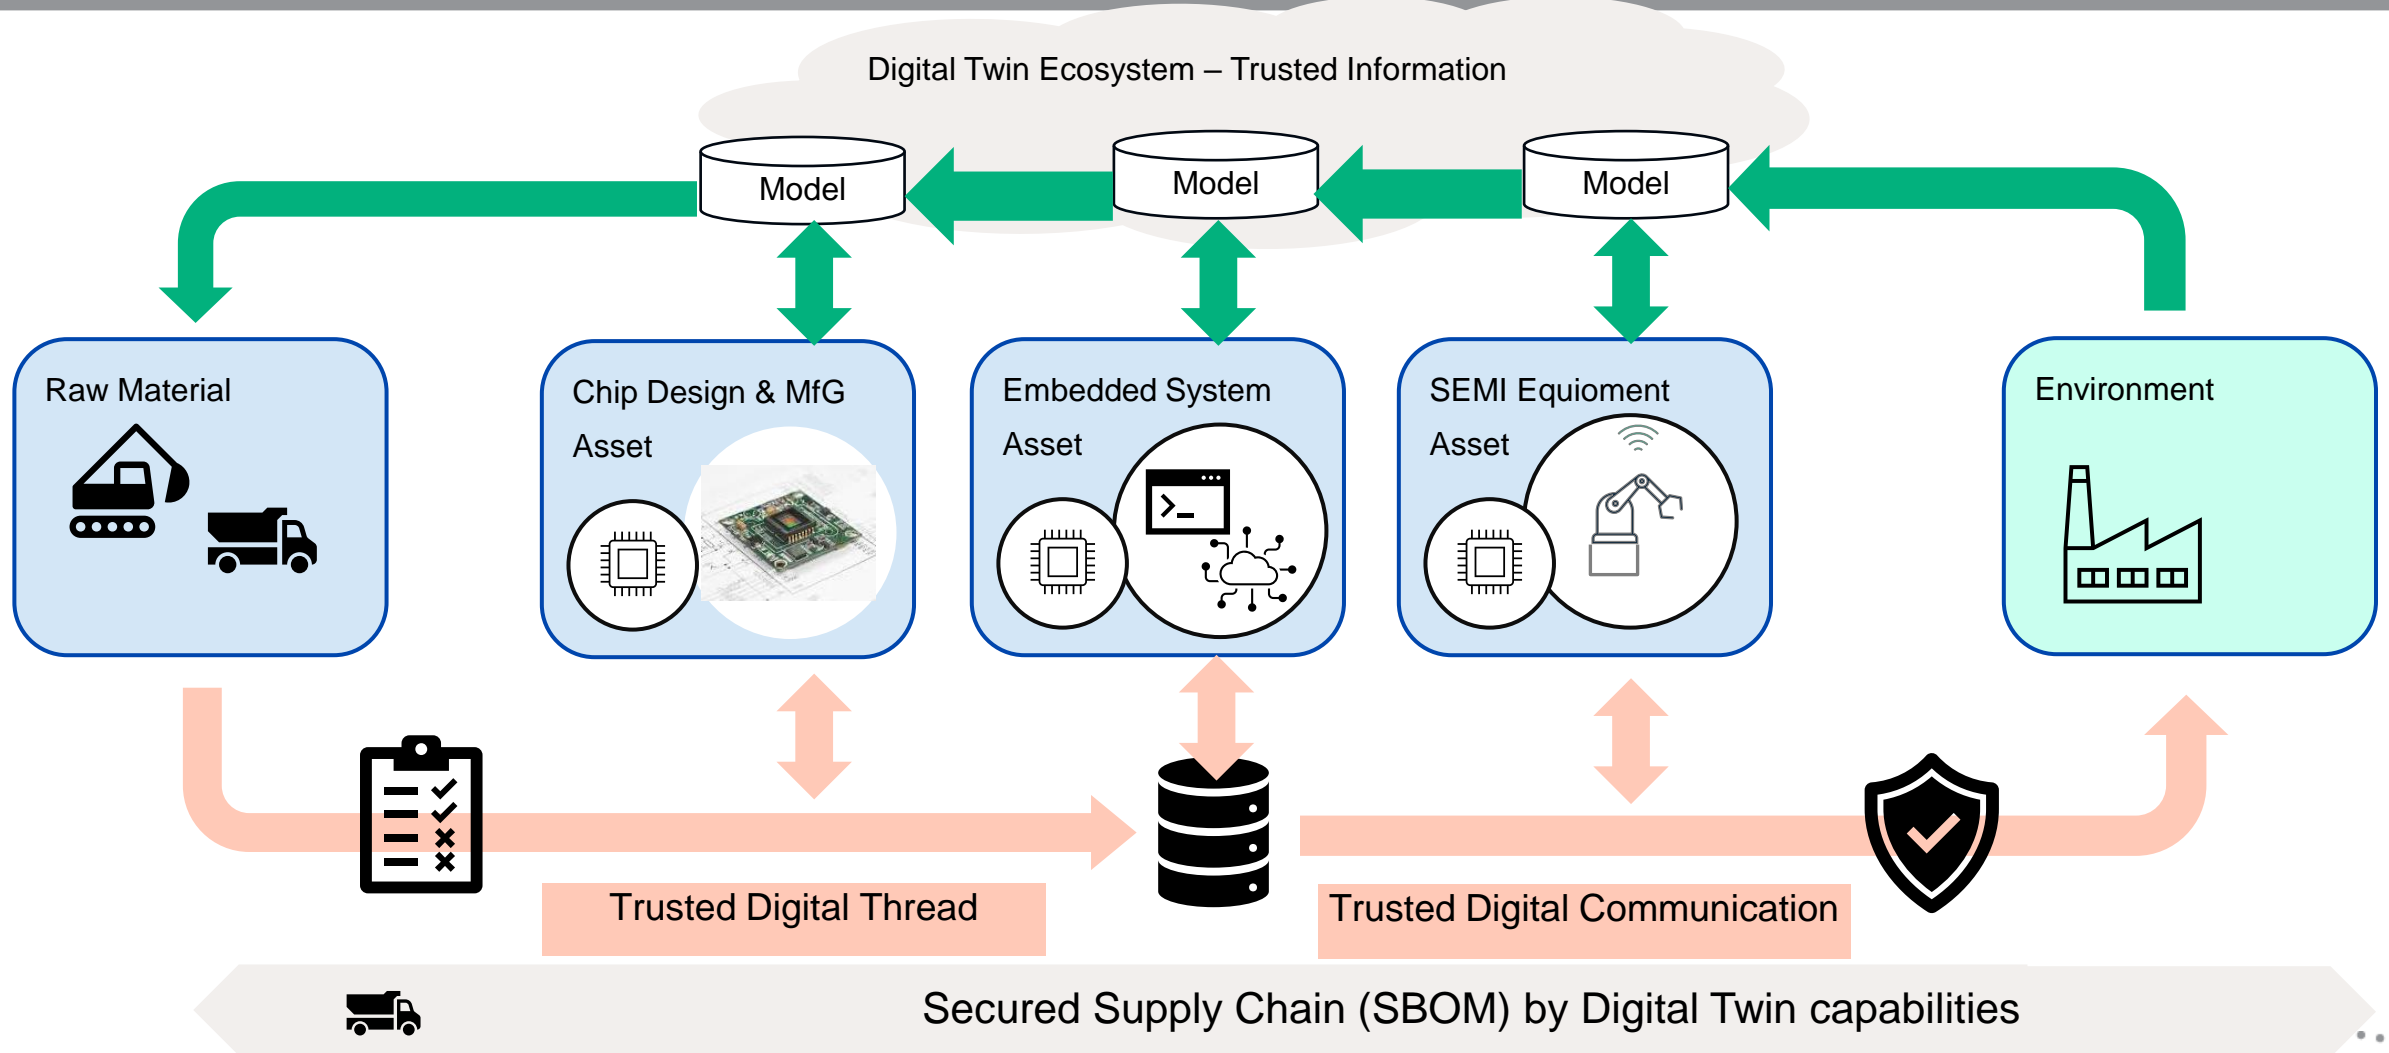 Digital Twin Ecosystem – Trusted Information
Model
Model
Model
Raw Material
Chip Design & MfG
Asset
Embedded System
Asset
SEMI Equioment
Asset
Environment
Trusted Digital Thread
Trusted Digital Communication
Secured Supply Chain (SBOM) by Digital Twin capabilities